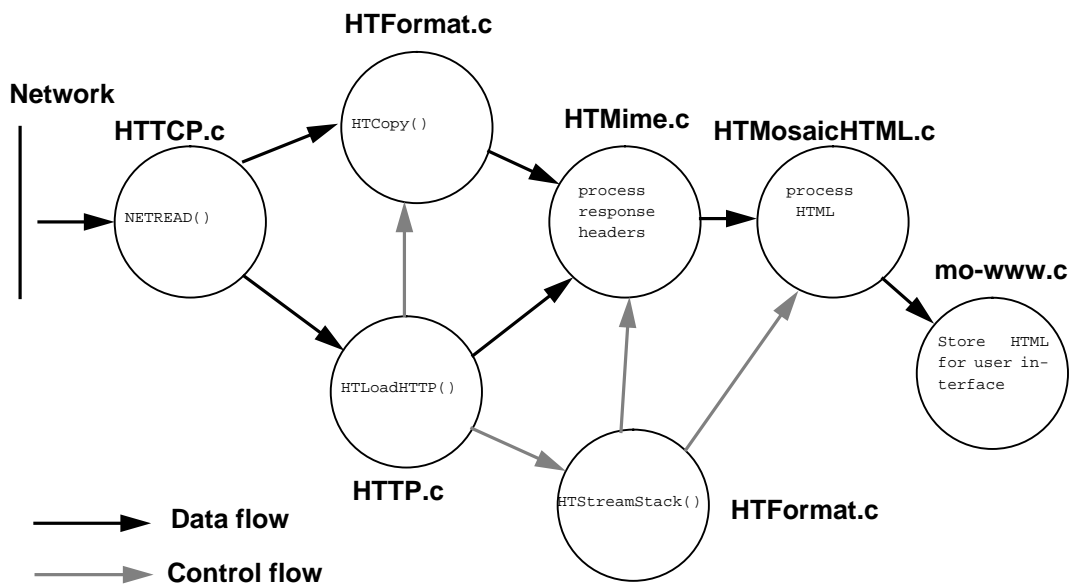 HTFormat.c
Network
HTTCP.c
HTCopy()
HTMime.c
HTMosaicHTML.c
NETREAD()
process
response
headers
process
HTML
mo-www.c
Store HTML
for user in-
terface
HTLoadHTTP()
HTTP.c
HTStreamStack()
HTFormat.c
Data flow
Control flow